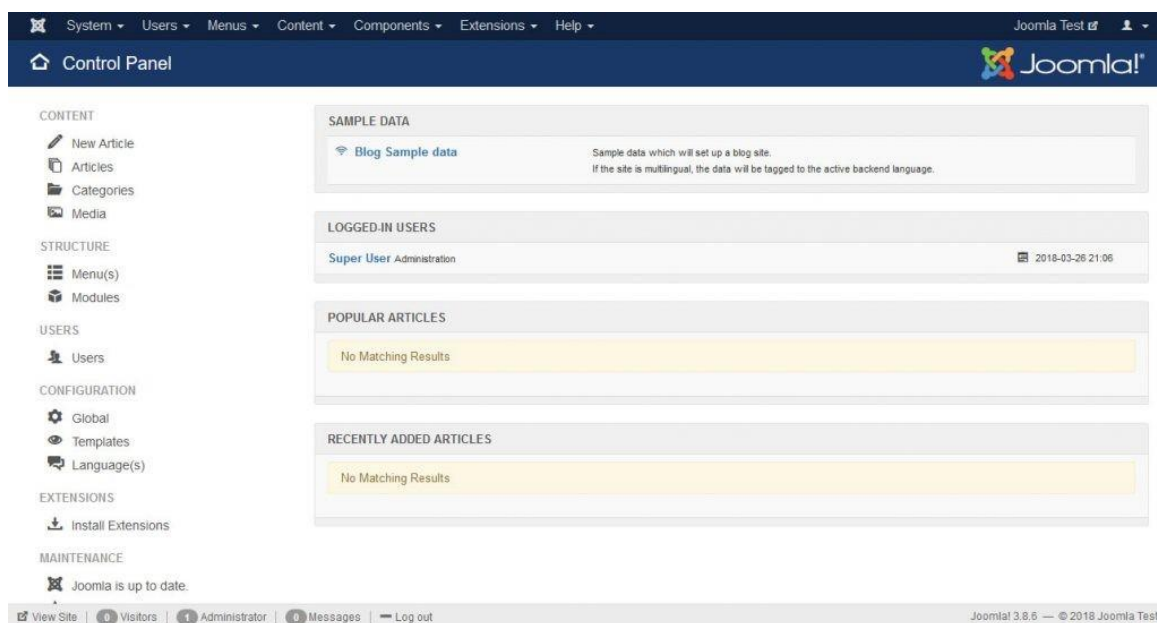 System Users Menus Content Components Extensions Help Joomla Test
Control Panel Joomla!®
CONTENT
New Article
Articles
Categories
Media
STRUCTURE
Menu(s)
Modules
USERS
Users
CONFIGURATION
Global
Templates
Language(s)
EXTENSIONS
Install Extensions
MAINTENANCE
Joomla is up to date.
SAMPLE DATA
Blog Sample data
Sample data which will set up a blog site.
If the site is multilingual, the data will be tagged to the active backend language.
LOGGED-IN USERS
Super User Administration 2018-03-26 21:06
POPULAR ARTICLES
No Matching Results
RECENTLY ADDED ARTICLES
No Matching Results
View Site | 0 Visitors | 1 Administrator | 0 Messages | Log out Joomla! 3.8.6 — © 2018 Joomla Test